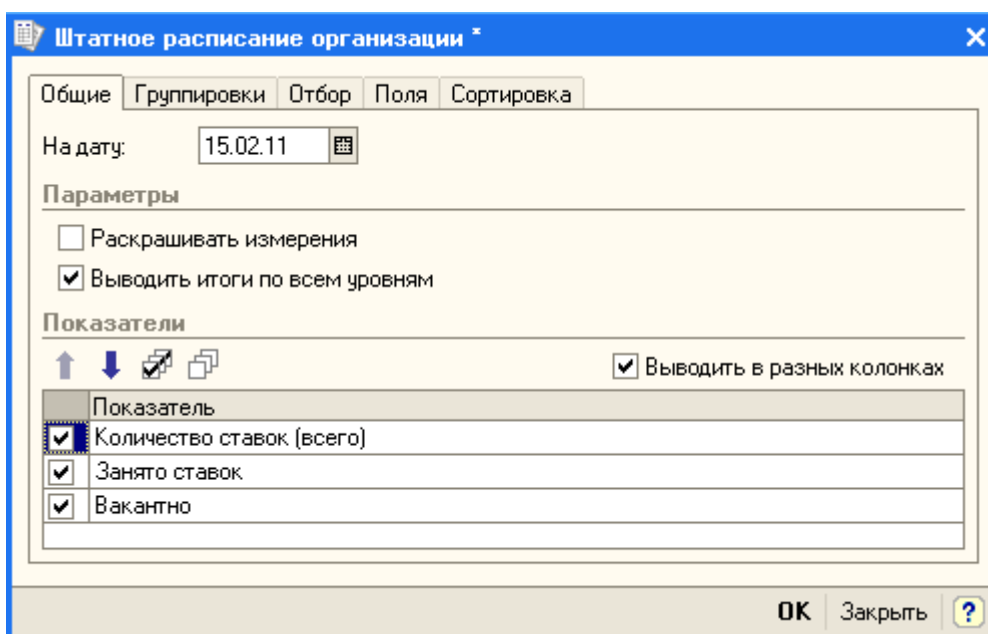 Штатное расписание организации *
Общие Группировки Отбор Поля Сортировка
На дату: 15.02.11
Параметры
Раскрашивать измерения
Выводить итоги по всем уровням
Показатели
Выводить в разных колонках
Показатель
Количество ставок (всего)
Занято ставок
Вакантно
OK Закрыть ?